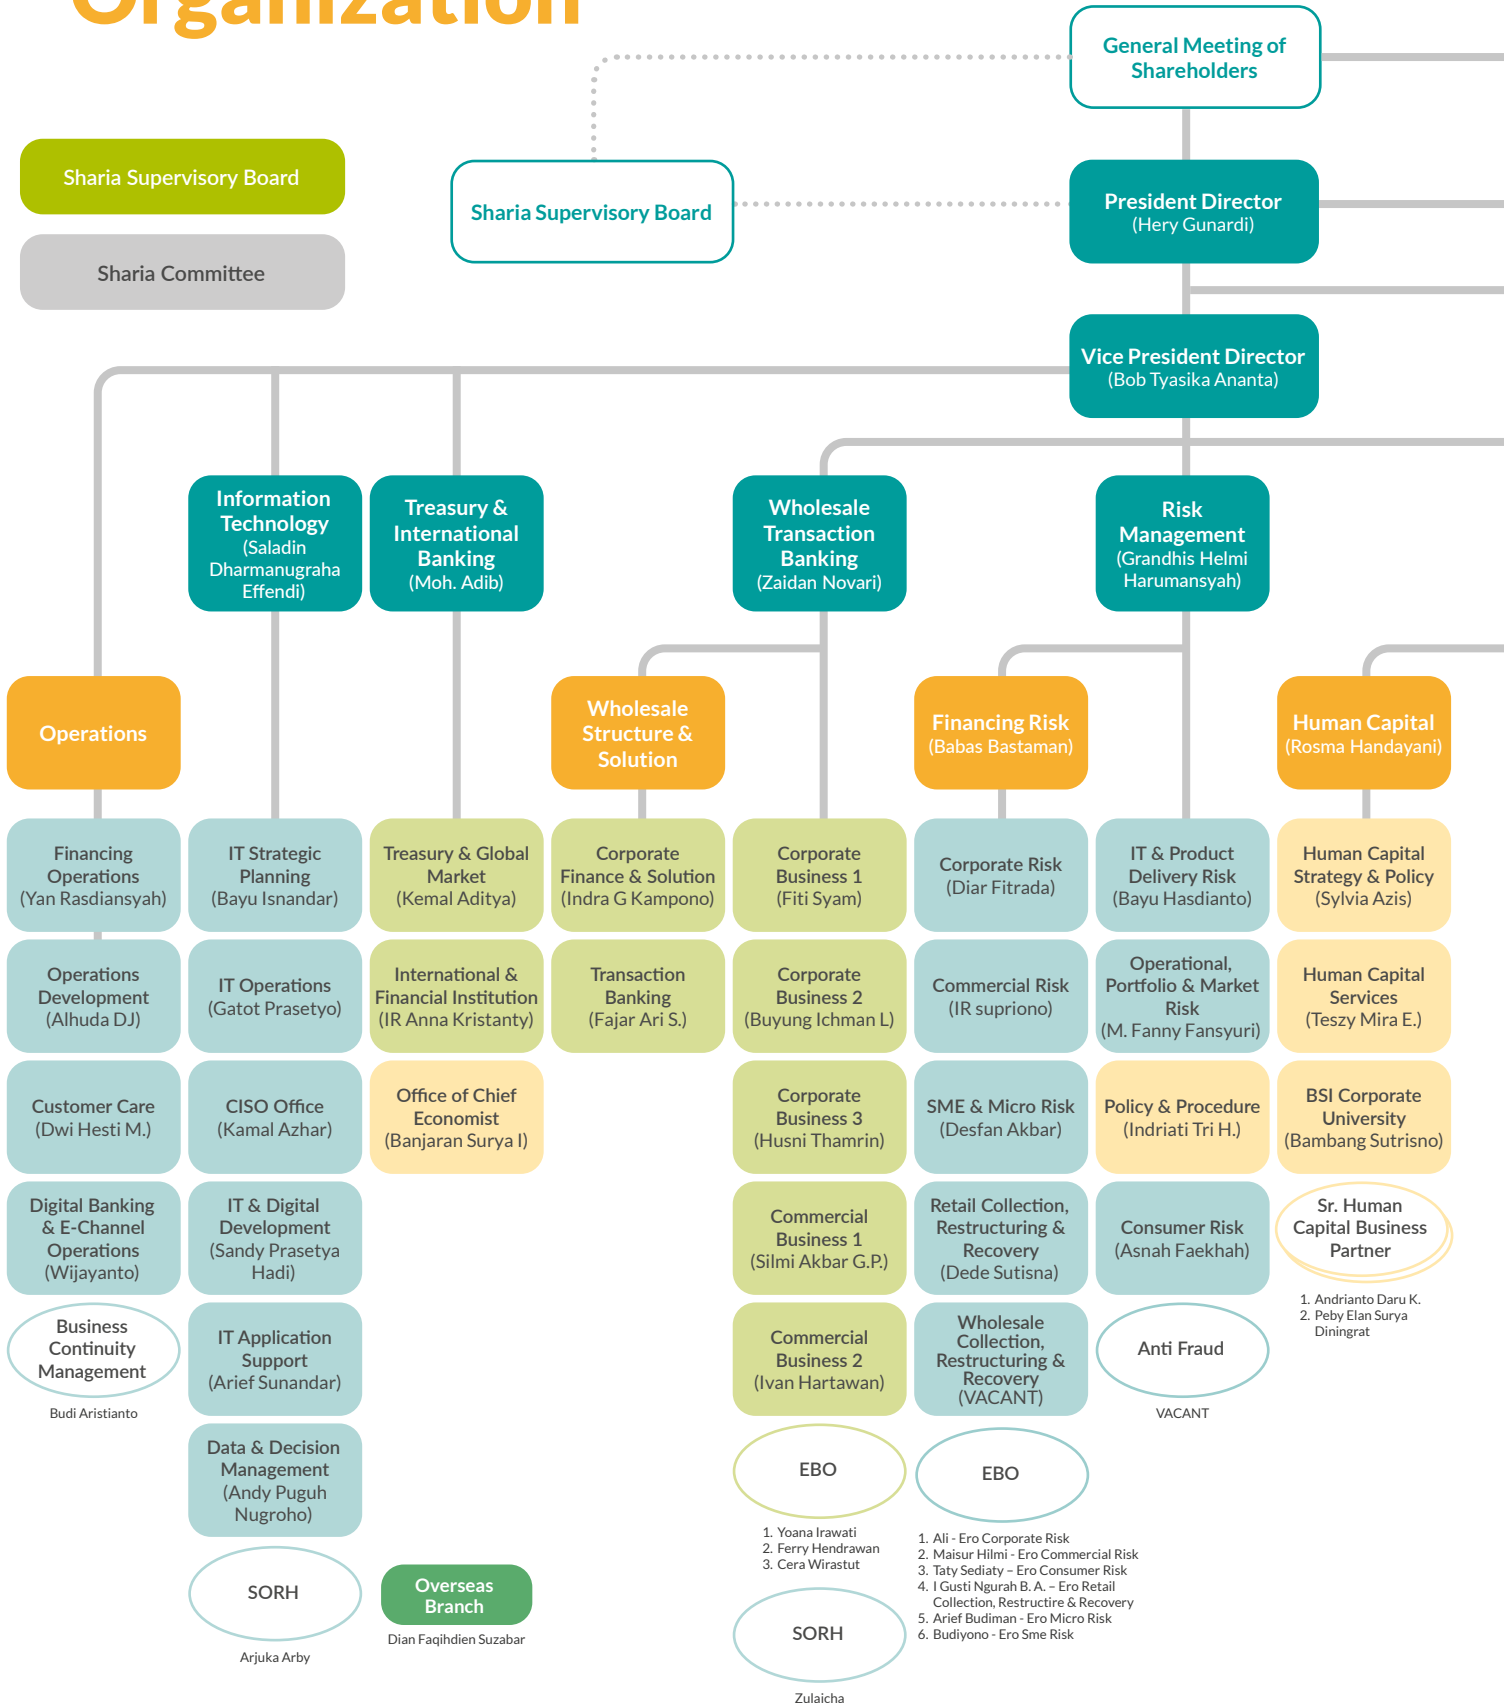 Organization
General Meeting of
Shareholders
Sharia Supervisory Board
Sharia Committee
Sharia Supervisory Board
President Director
(Hery Gunardi)
Vice President Director
(Bob Tyasika Ananta)
Information
Technology
(Saladin
Dharmanugraha
Effendi)
Treasury &
International
Banking
(Moh. Adib)
Wholesale
Transaction
Banking
(Zaidan Novari)
Risk
Management
(Grandhis Helmi
Harumansyah)
Operations
Wholesale
Structure &
Solution
Financing Risk
(Babas Bastaman)
Human Capital
(Rosma Handayani)
Financing
Operations
(Yan Rasdiansyah)
Operations
Development
(Alhuda DJ)
Customer Care
(Dwi Hesti M.)
Digital Banking
& E-Channel
Operations
(Wijayanto)
Business
Continuity
Management
Budi Aristianto
IT Strategic
Planning
(Bayu Isnandar)
IT Operations
(Gatot Prasetyo)
CISO Office
(Kamal Azhar)
IT & Digital
Development
(Sandy Prasetya
Hadi)
IT Application
Support
(Arief Sunandar)
Data & Decision
Management
(Andy Puguh
Nugroho)
SORH
Arjuka Arby
Treasury & Global
Market
(Kemal Aditya)
International &
Financial Institution
(IR Anna Kristanty)
Office of Chief
Economist
(Banjaran Surya I)
Overseas
Branch
Dian Faqihdien Suzabar
Corporate
Finance & Solution
(Indra G Kampono)
Transaction
Banking
(Fajar Ari S.)
Corporate
Business 1
(Fiti Syam)
Corporate
Business 2
(Buyung Ichman L)
Corporate
Business 3
(Husni Thamrin)
Commercial
Business 1
(Silmi Akbar G.P.)
Commercial
Business 2
(Ivan Hartawan)
EBO
1. Yoana Irawati
2. Ferry Hendrawan
3. Cera Wirastut
SORH
Zulaicha
Corporate Risk
(Diar Fitrada)
Commercial Risk
(IR supriono)
SME & Micro Risk
(Desfan Akbar)
Retail Collection,
Restructuring &
Recovery
(Dede Sutisna)
Wholesale
Collection,
Restructuring &
Recovery
(VACANT)
EBO
1. Ali - Ero Corporate Risk
2. Maisur Hilmi - Ero Commercial Risk
3. Taty Sediaty – Ero Consumer Risk
4. I Gusti Ngurah B. A. – Ero Retail
Collection, Restructire & Recovery
5. Arief Budiman - Ero Micro Risk
6. Budiyono - Ero Sme Risk
IT & Product
Delivery Risk
(Bayu Hasdianto)
Operational,
Portfolio & Market
Risk
(M. Fanny Fansyuri)
Policy & Procedure
(Indriati Tri H.)
Consumer Risk
(Asnah Faekhah)
Anti Fraud
VACANT
Human Capital
Strategy & Policy
(Sylvia Azis)
Human Capital
Services
(Teszy Mira E.)
BSI Corporate
University
(Bambang Sutrisno)
Sr. Human
Capital Business
Partner
1. Andrianto Daru K.
2. Peby Elan Surya
Diningrat